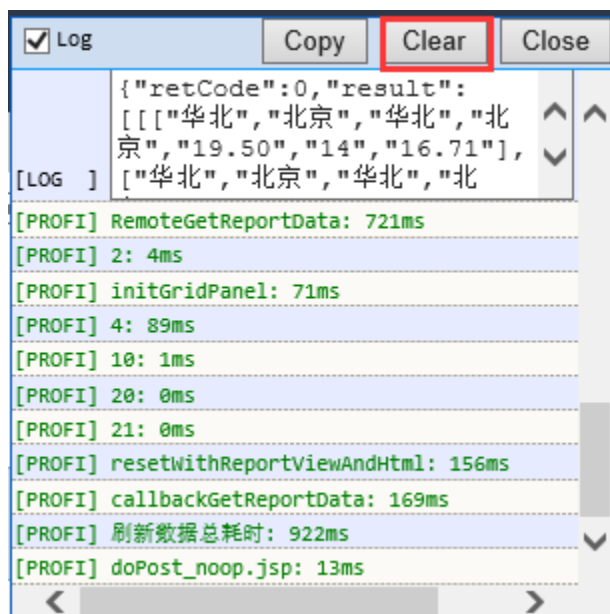 Log Copy Clear Close
{"retCode":0,"result":
[[["华北","北京","华北","北
京","19.50","14","16.71"],
[LOG ] ["华北","北京","华北","北
[PROFI] RemoteGetReportData: 721ms
[PROFI] 2: 4ms
[PROFI] initGridPanel: 71ms
[PROFI] 4: 89ms
[PROFI] 10: 1ms
[PROFI] 20: 0ms
[PROFI] 21: 0ms
[PROFI] resetWithReportViewAndHtml: 156ms
[PROFI] callbackGetReportData: 169ms
[PROFI] 刷新数据总耗时: 922ms
[PROFI] doPost_noop.jsp: 13ms